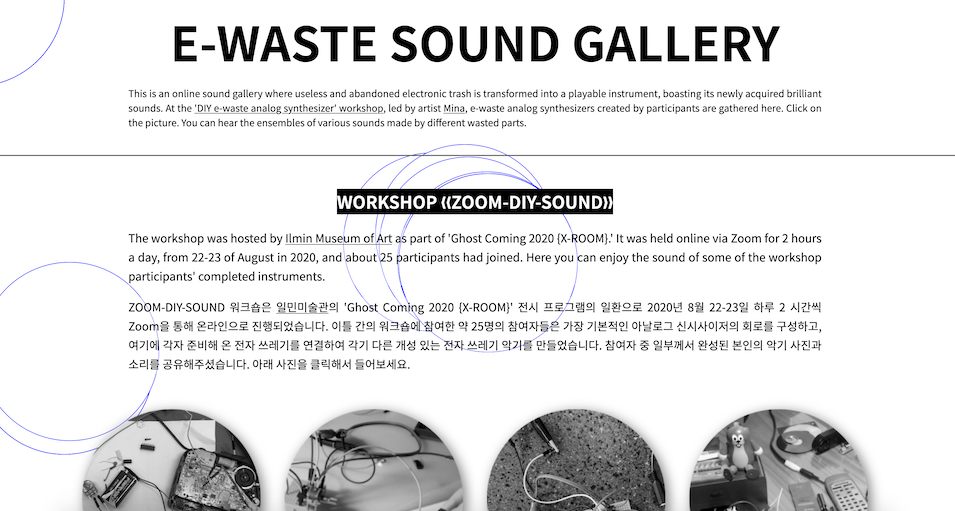 E-WASTE SOUND GALLERY
This is an online sound gallery where useless and abandoned electronic trash is transformed into a playable instrument, boasting its newly acquired brilliant
sounds. At the 'DIY e-waste analog synthesizer' workshop, led by artist Mina, e-waste analog synthesizers created by participants are gathered here. Click on
the picture. You can hear the ensembles of various sounds made by different wasted parts.
WORKSHOP ⟪ZOOM-DIY-SOUND⟫
The workshop was hosted by Ilmin Museum of Art as part of 'Ghost Coming 2020 {X-ROOM}.' It was held online via Zoom for 2 hours
a day, from 22-23 of August in 2020, and about 25 participants had joined. Here you can enjoy the sound of some of the workshop
participants' completed instruments.
ZOOM-DIY-SOUND 워크숍은 일민미술관의 'Ghost Coming 2020 {X-ROOM}' 전시 프로그램의 일환으로 2020년 8월 22-23일 하루 2 시간씩
Zoom을 통해 온라인으로 진행되었습니다. 이틀 간의 워크숍에 참여한 약 25명의 참여자들은 가장 기본적인 아날로그 신시사이저의 회로를 구성하고,
여기에 각자 준비해 온 전자 쓰레기를 연결하여 각기 다른 개성 있는 전자 쓰레기 악기를 만들었습니다. 참여자 중 일부께서 완성된 본인의 악기 사진과
소리를 공유해주셨습니다. 아래 사진을 클릭해서 들어보세요.